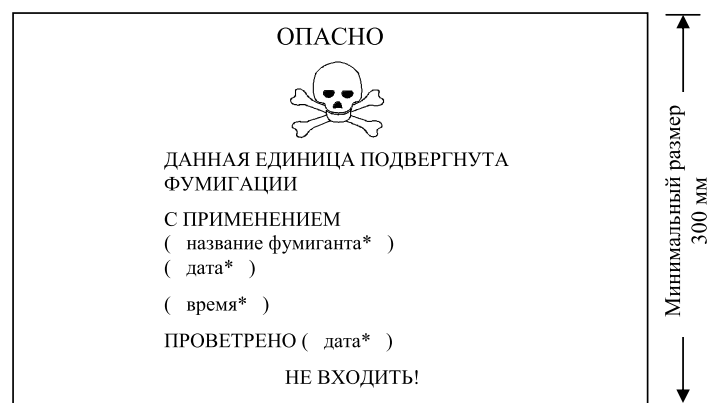 ОПАСНО
ДАННАЯ ЕДИНИЦА ПОДВЕРГНУТА
ФУМИГАЦИИ
С ПРИМЕНЕНИЕМ
( название фумиганта* )
( дата* )
( время* )
ПРОВЕТРЕНО ( дата* )
НЕ ВХОДИТЬ!
Минимальный размер
300 мм